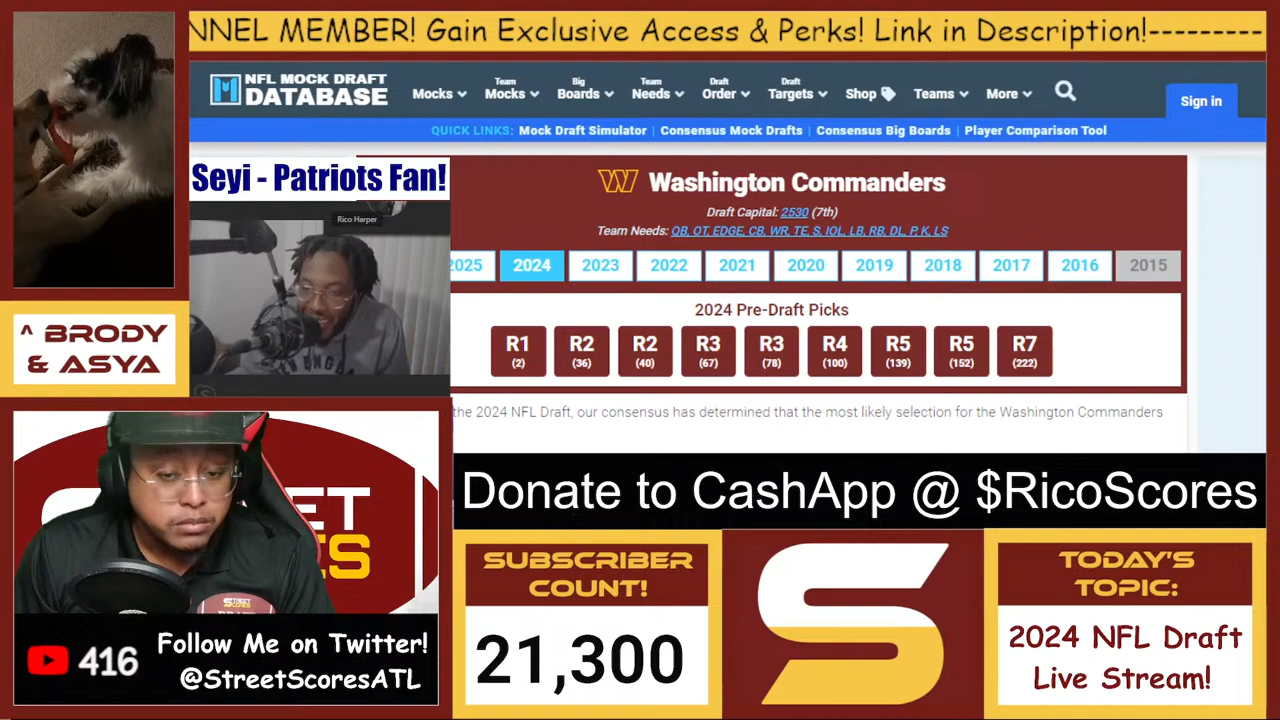 NNEL MEMBER! Gain Exclusive Access & Perks! Link in Description!---------
NFL MOCK DRAFT
DATABASE
Mocks
Team
Mocks
Big
Boards
Team
Needs
Draft
Order
Draft
Targets
Shop
Teams
More
Sign in
QUICK LINKS: Mock Draft Simulator | Consensus Mock Drafts | Consensus Big Boards | Player Comparison Tool
Seyi - Patriots Fan!
Rico Harper
Washington Commanders
Draft Capital: 2530 (7th)
Team Needs: QB, OT, EDGE, CB, WR, TE, S, IOL, LB, RB, DL, P, K, LS
2025 2024 2023 2022 2021 2020 2019 2018 2017 2016 2015
2024 Pre-Draft Picks
R1 R2 R2 R3 R3 R4 R5 R5 R7
(2) (36) (40) (67) (78) (100) (139) (152) (222)
the 2024 NFL Draft, our consensus has determined that the most likely selection for the Washington Commanders
^ BRODY
& ASYA
Donate to CashApp @ $RicoScores
SUBSCRIBER
COUNT!
21,300
TODAY'S
TOPIC:
2024 NFL Draft
Live Stream!
416
Follow Me on Twitter!
@StreetScoresATL